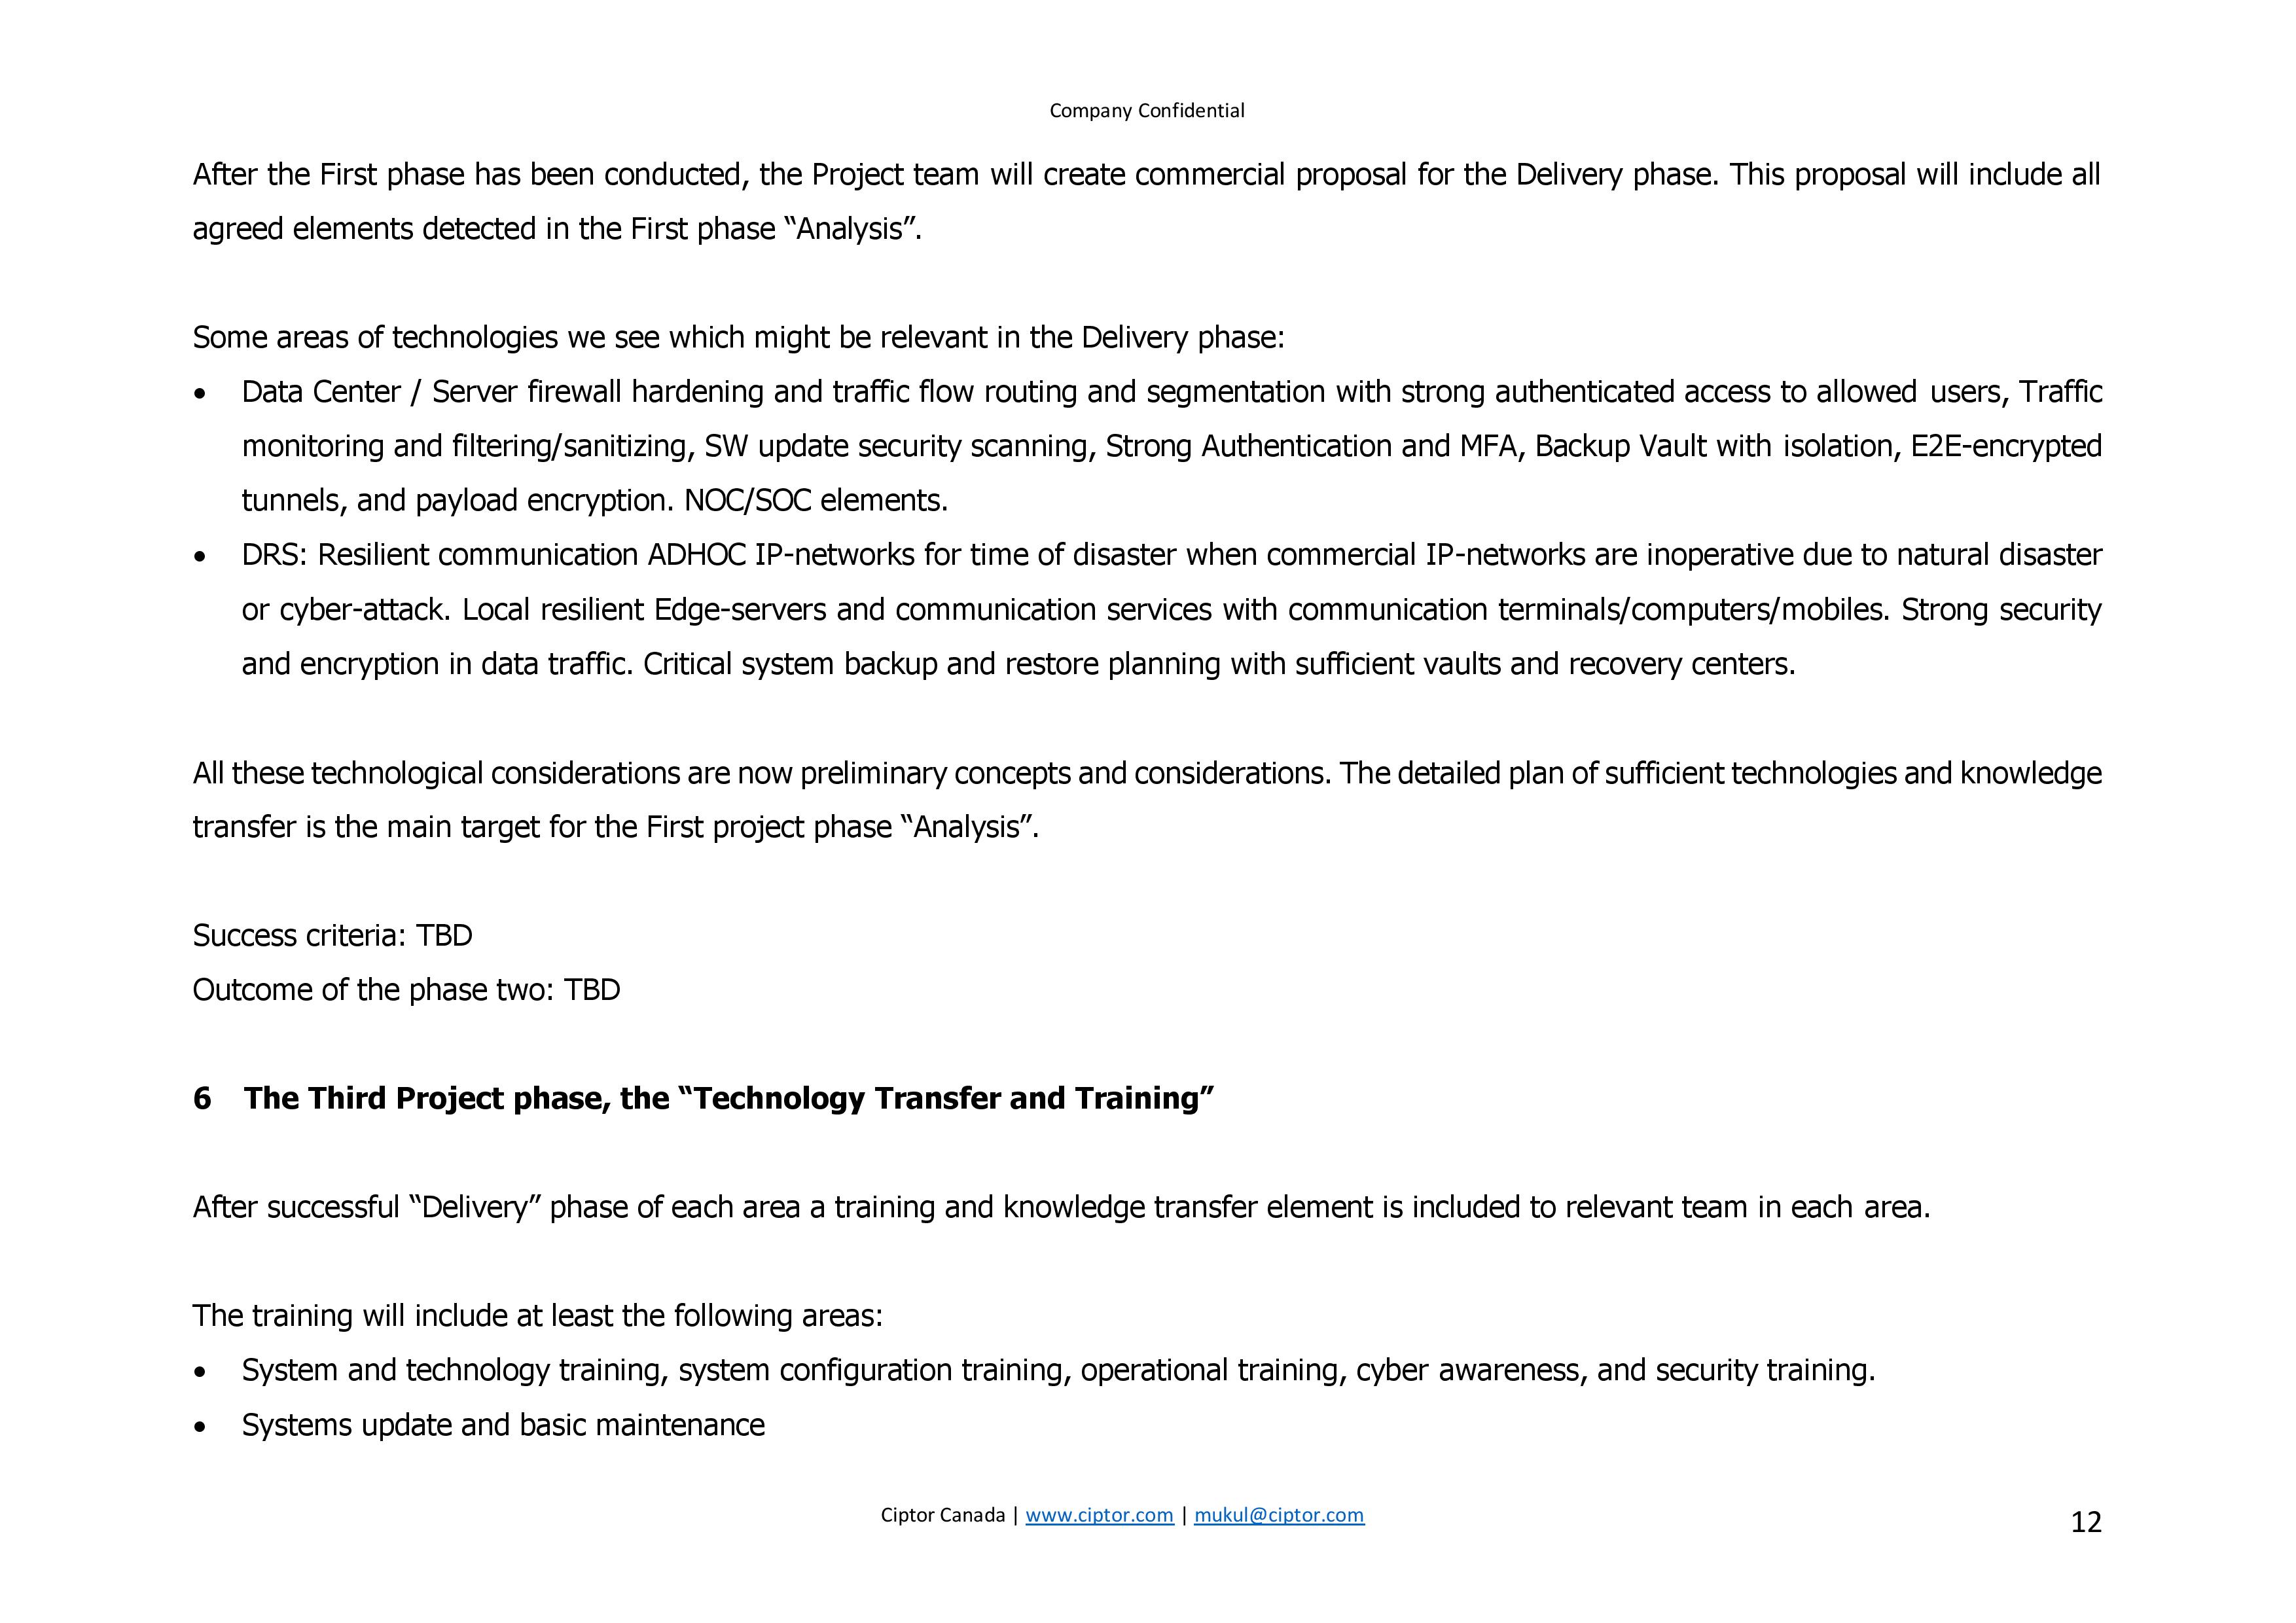 Company Confidential
After the First phase has been conducted, the Project team will create commercial proposal for the Delivery phase. This proposal will include all
agreed elements detected in the First phase “Analysis”.
Some areas of technologies we see which might be relevant in the Delivery phase:
• Data Center / Server firewall hardening and traffic flow routing and segmentation with strong authenticated access to allowed users, Traffic
monitoring and filtering/sanitizing, SW update security scanning, Strong Authentication and MFA, Backup Vault with isolation, E2E-encrypted
tunnels, and payload encryption. NOC/SOC elements.
• DRS: Resilient communication ADHOC IP-networks for time of disaster when commercial IP-networks are inoperative due to natural disaster
or cyber-attack. Local resilient Edge-servers and communication services with communication terminals/computers/mobiles. Strong security
and encryption in data traffic. Critical system backup and restore planning with sufficient vaults and recovery centers.
All these technological considerations are now preliminary concepts and considerations. The detailed plan of sufficient technologies and knowledge
transfer is the main target for the First project phase “Analysis”.
Success criteria: TBD
Outcome of the phase two: TBD
6 The Third Project phase, the “Technology Transfer and Training”
After successful “Delivery” phase of each area a training and knowledge transfer element is included to relevant team in each area.
The training will include at least the following areas:
• System and technology training, system configuration training, operational training, cyber awareness, and security training.
• Systems update and basic maintenance
Ciptor Canada | www.ciptor.com | mukul@ciptor.com
12